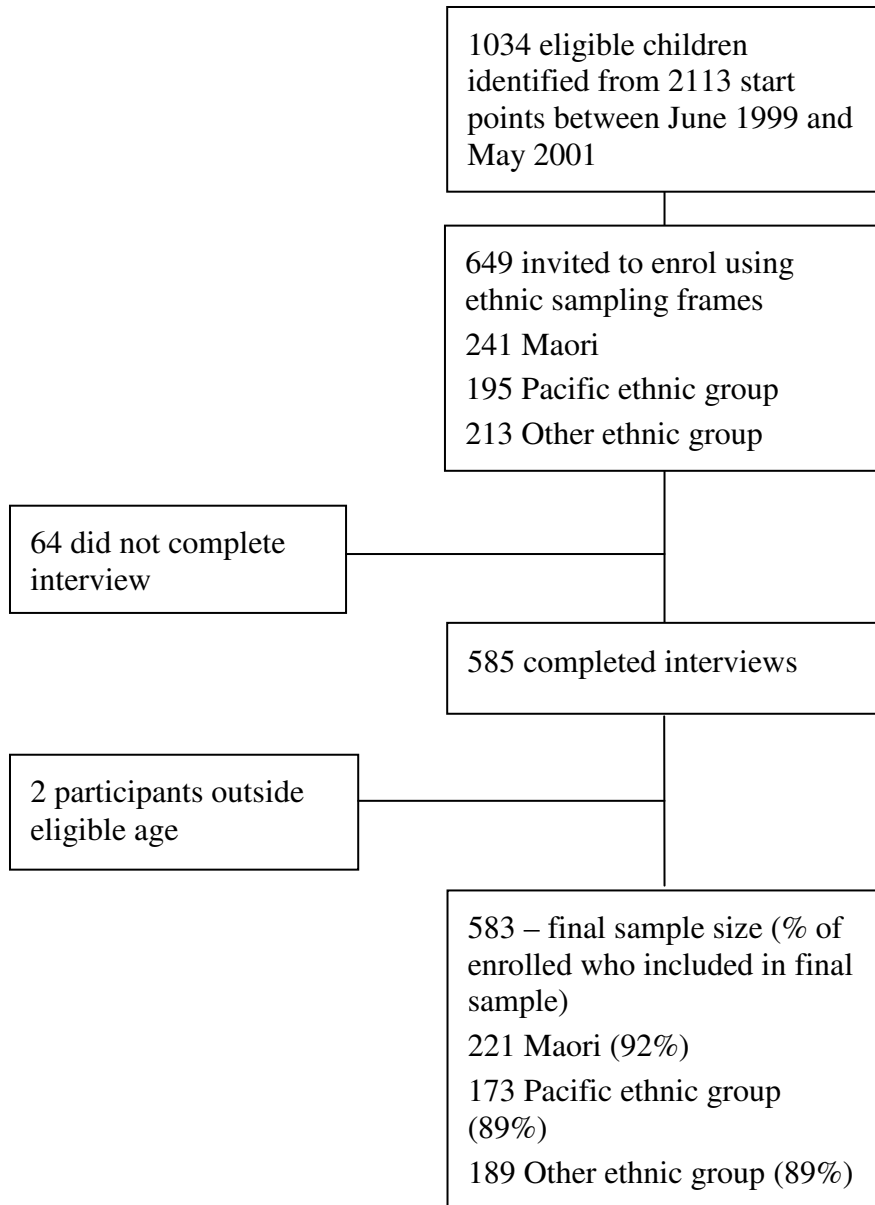 1034 eligible children
identified from 2113 start
points between June 1999 and
May 2001
649 invited to enrol using
ethnic sampling frames
241 Maori
195 Pacific ethnic group
213 Other ethnic group
64 did not complete
interview
585 completed interviews
2 participants outside
eligible age
583 – final sample size (% of
enrolled who included in final
sample)
221 Maori (92%)
173 Pacific ethnic group
(89%)
189 Other ethnic group (89%)